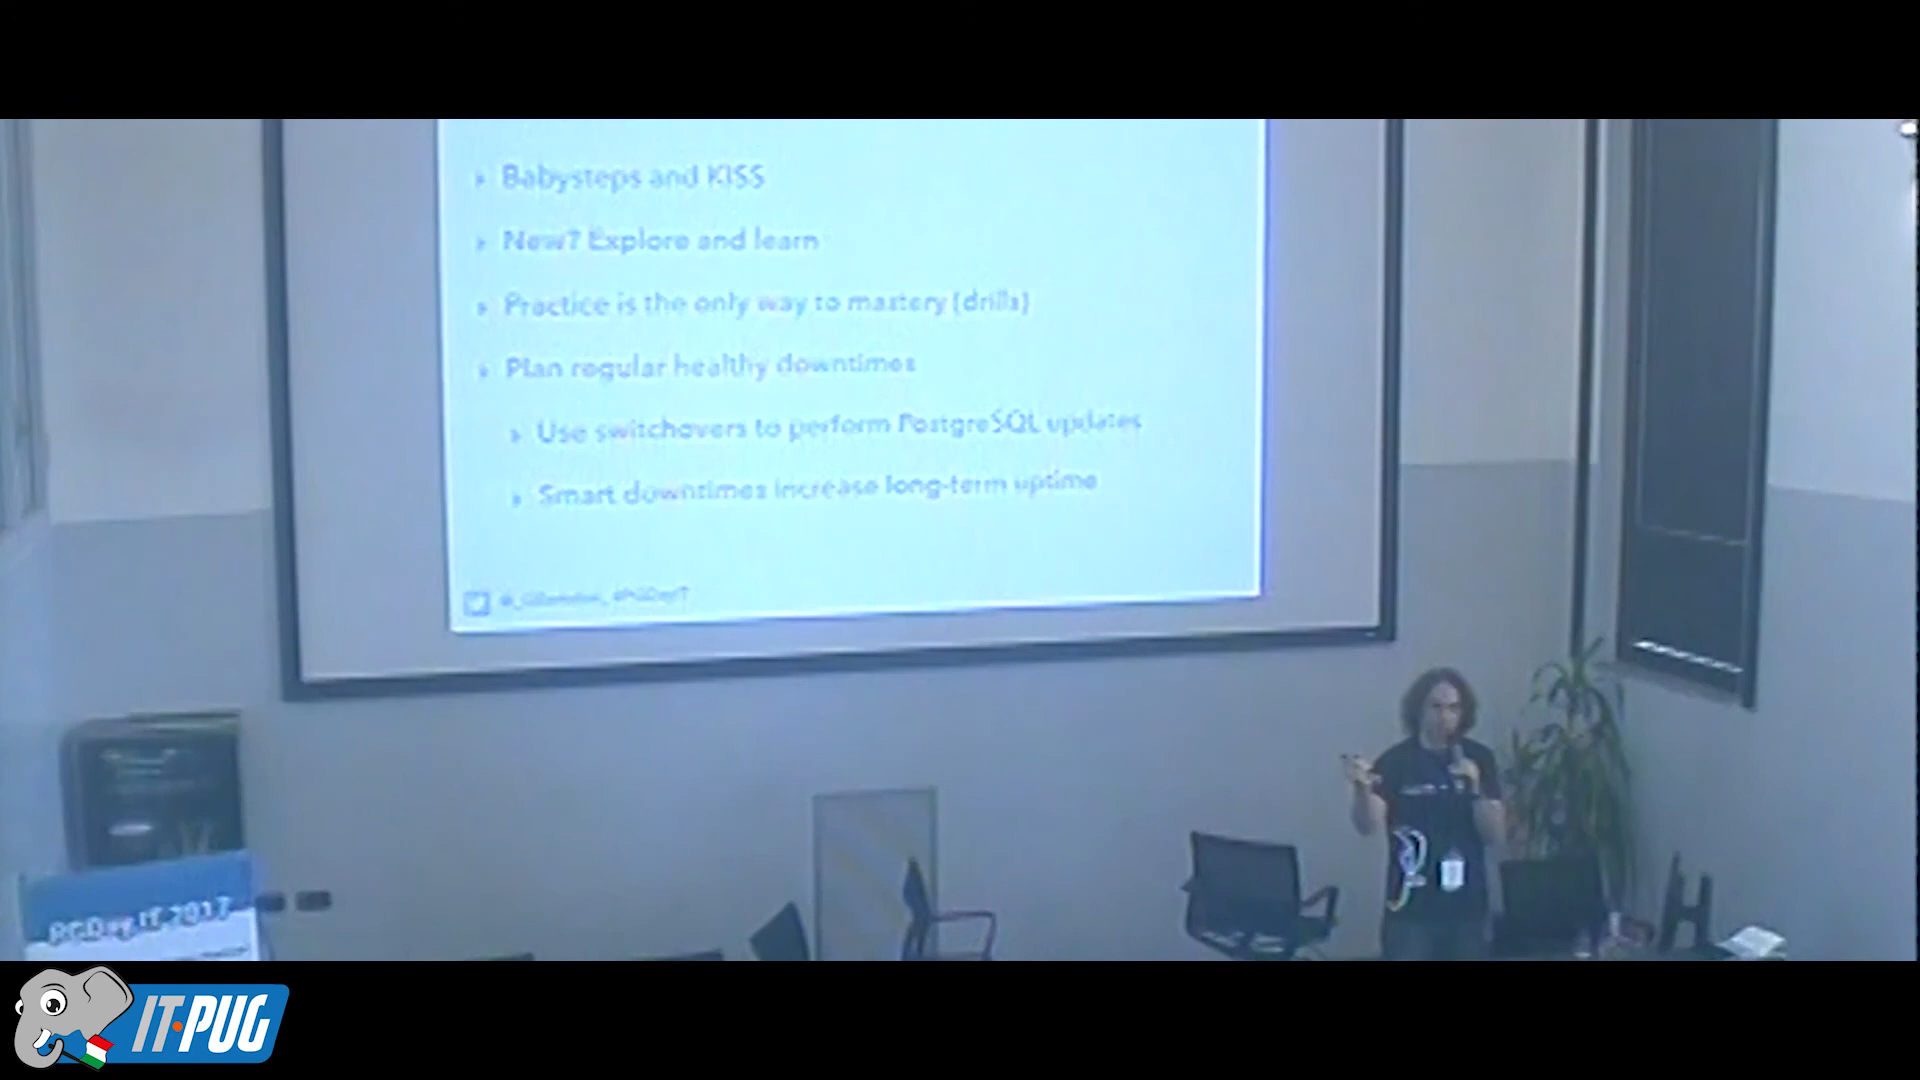 Babysteps and KISS
New? Explore and learn
Practice is the only way to mastery (drills)
Plan regular healthy downtimes
Use switchovers to perform PostgreSQL updates
Smart downtimes increase long-term uptime
#PGDayIT
PGDay.IT 2017
IT-PUG